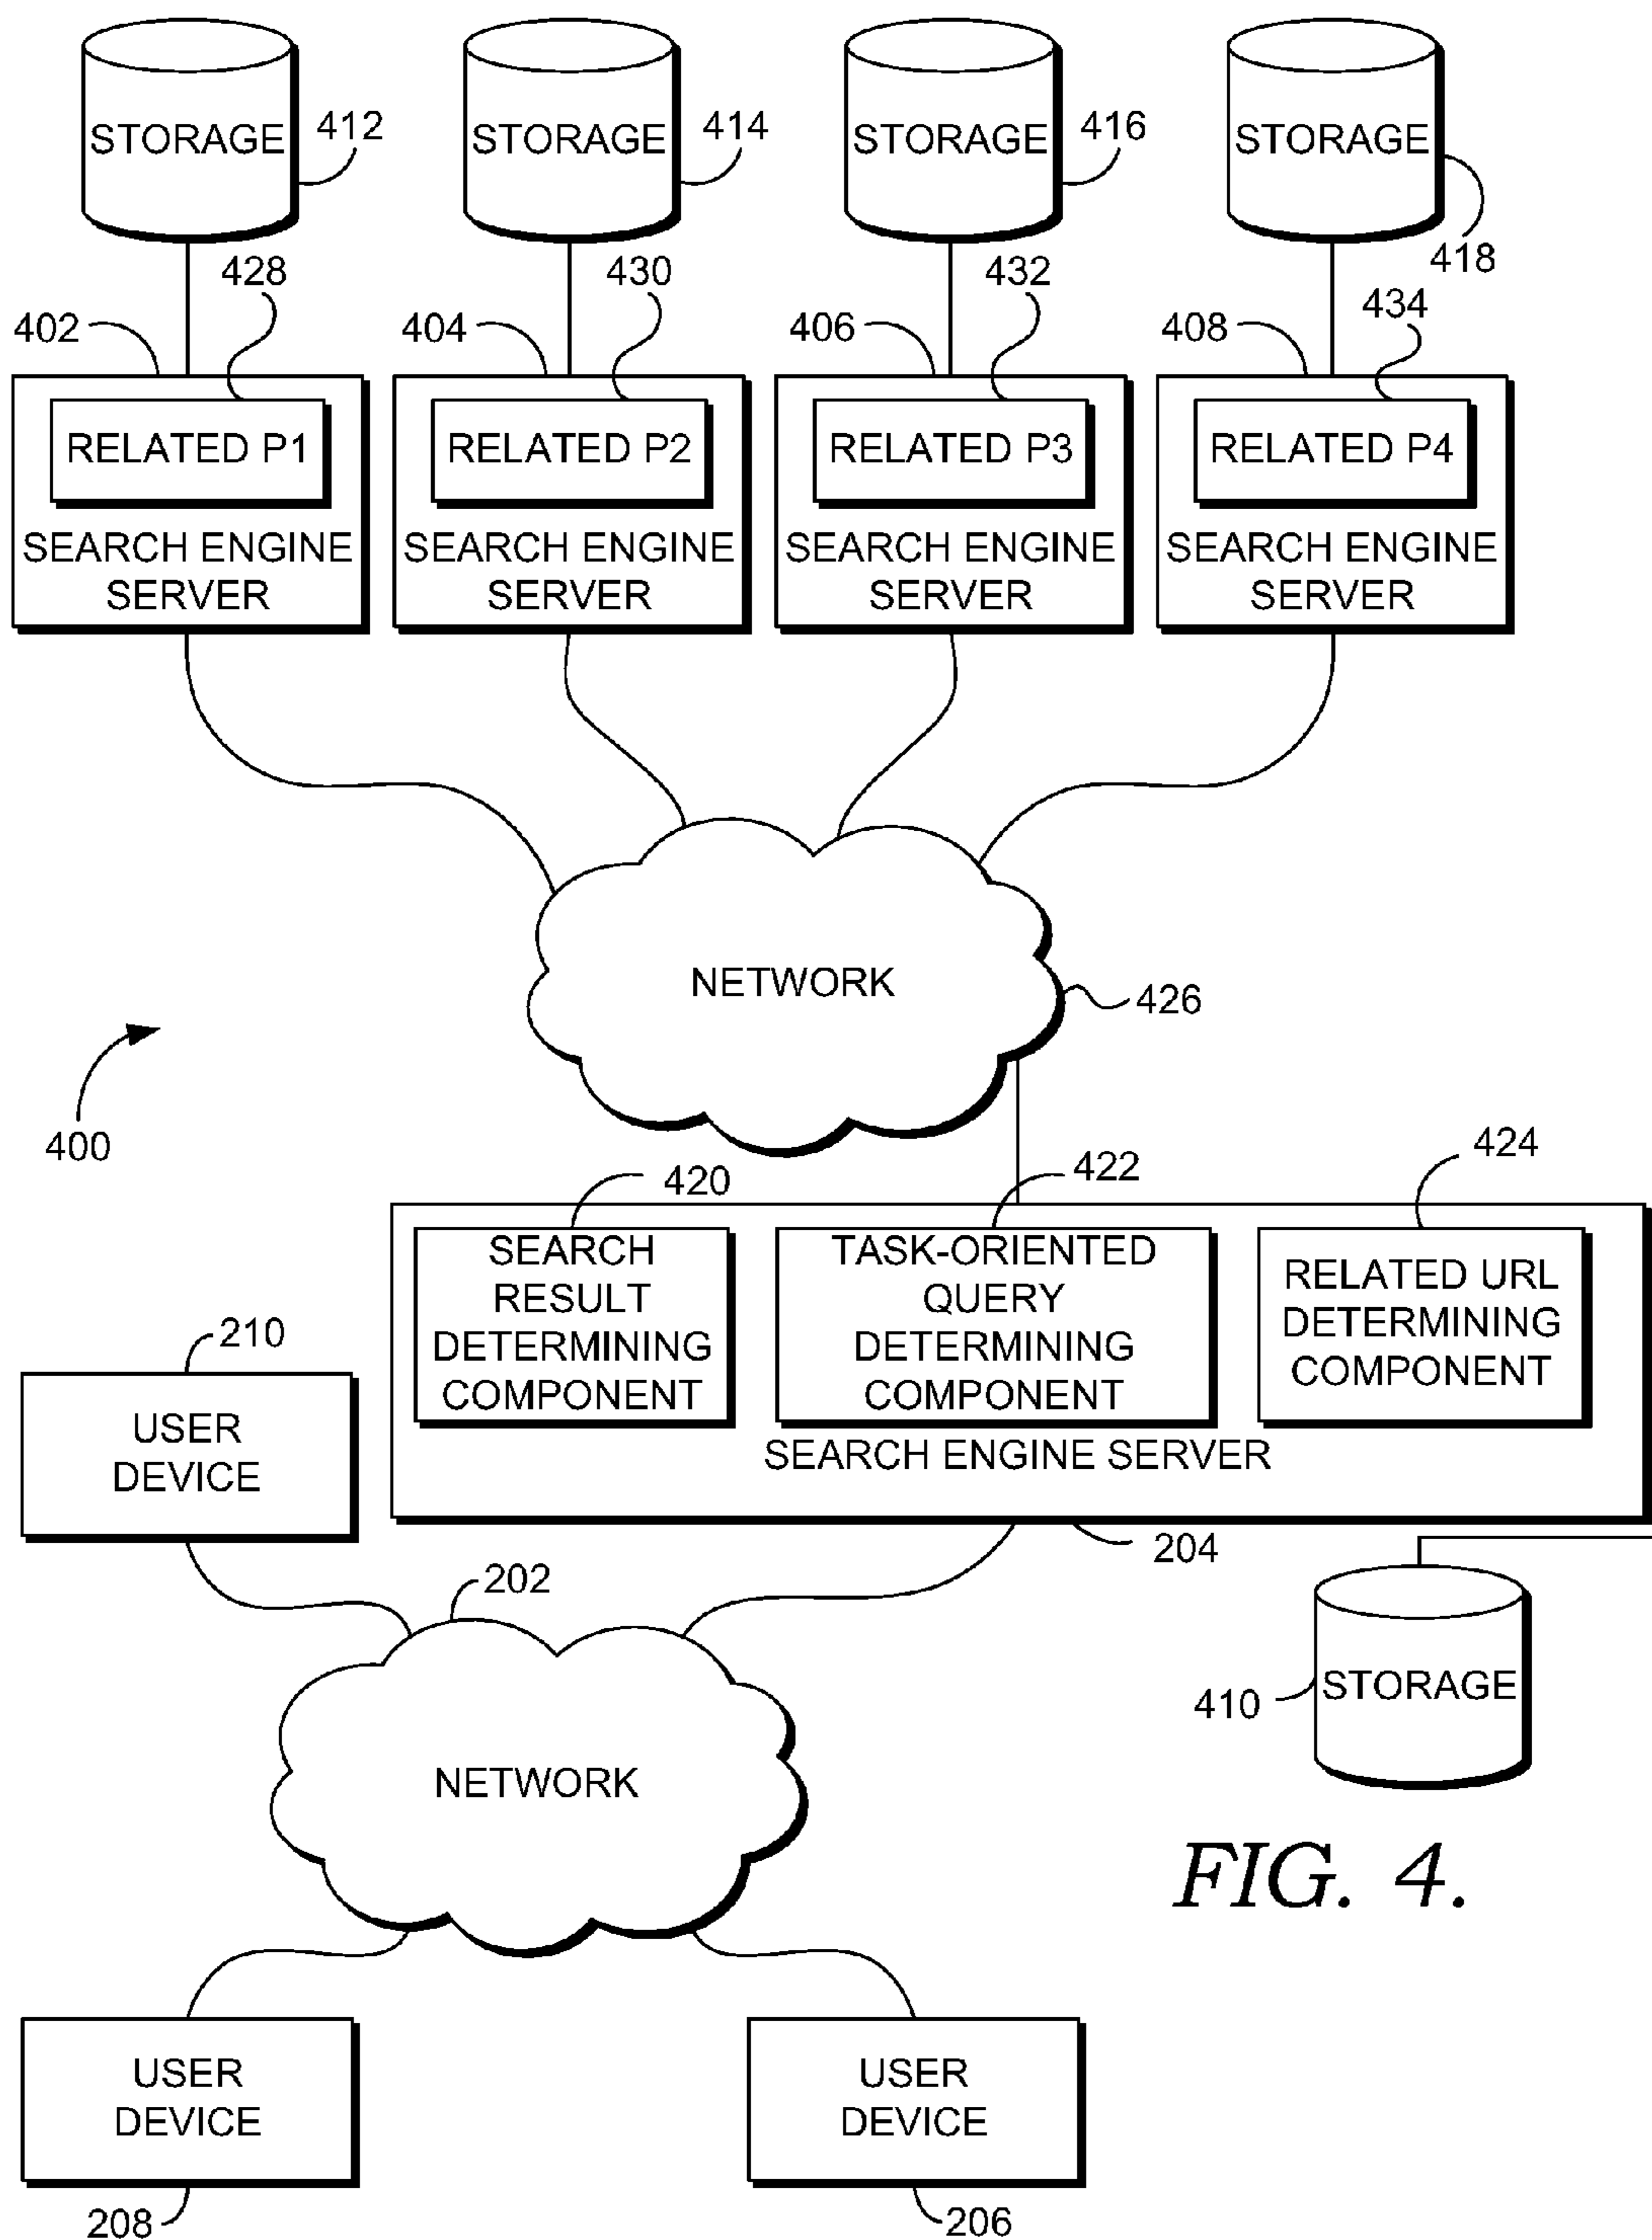 STORAGE
412
STORAGE
414
STORAGE
416
STORAGE
418
428
430
432
434
402
404
406
408
RELATED P1
SEARCH ENGINE
SERVER
RELATED P2
SEARCH ENGINE
SERVER
RELATED P3
SEARCH ENGINE
SERVER
RELATED P4
SEARCH ENGINE
SERVER
NETWORK
426
400
420
422
424
SEARCH
RESULT
DETERMINING
COMPONENT
TASK-ORIENTED
QUERY
DETERMINING
COMPONENT
RELATED URL
DETERMINING
COMPONENT
SEARCH ENGINE SERVER
204
210
USER
DEVICE
202
NETWORK
410
STORAGE
FIG. 4.
USER
DEVICE
208
USER
DEVICE
206